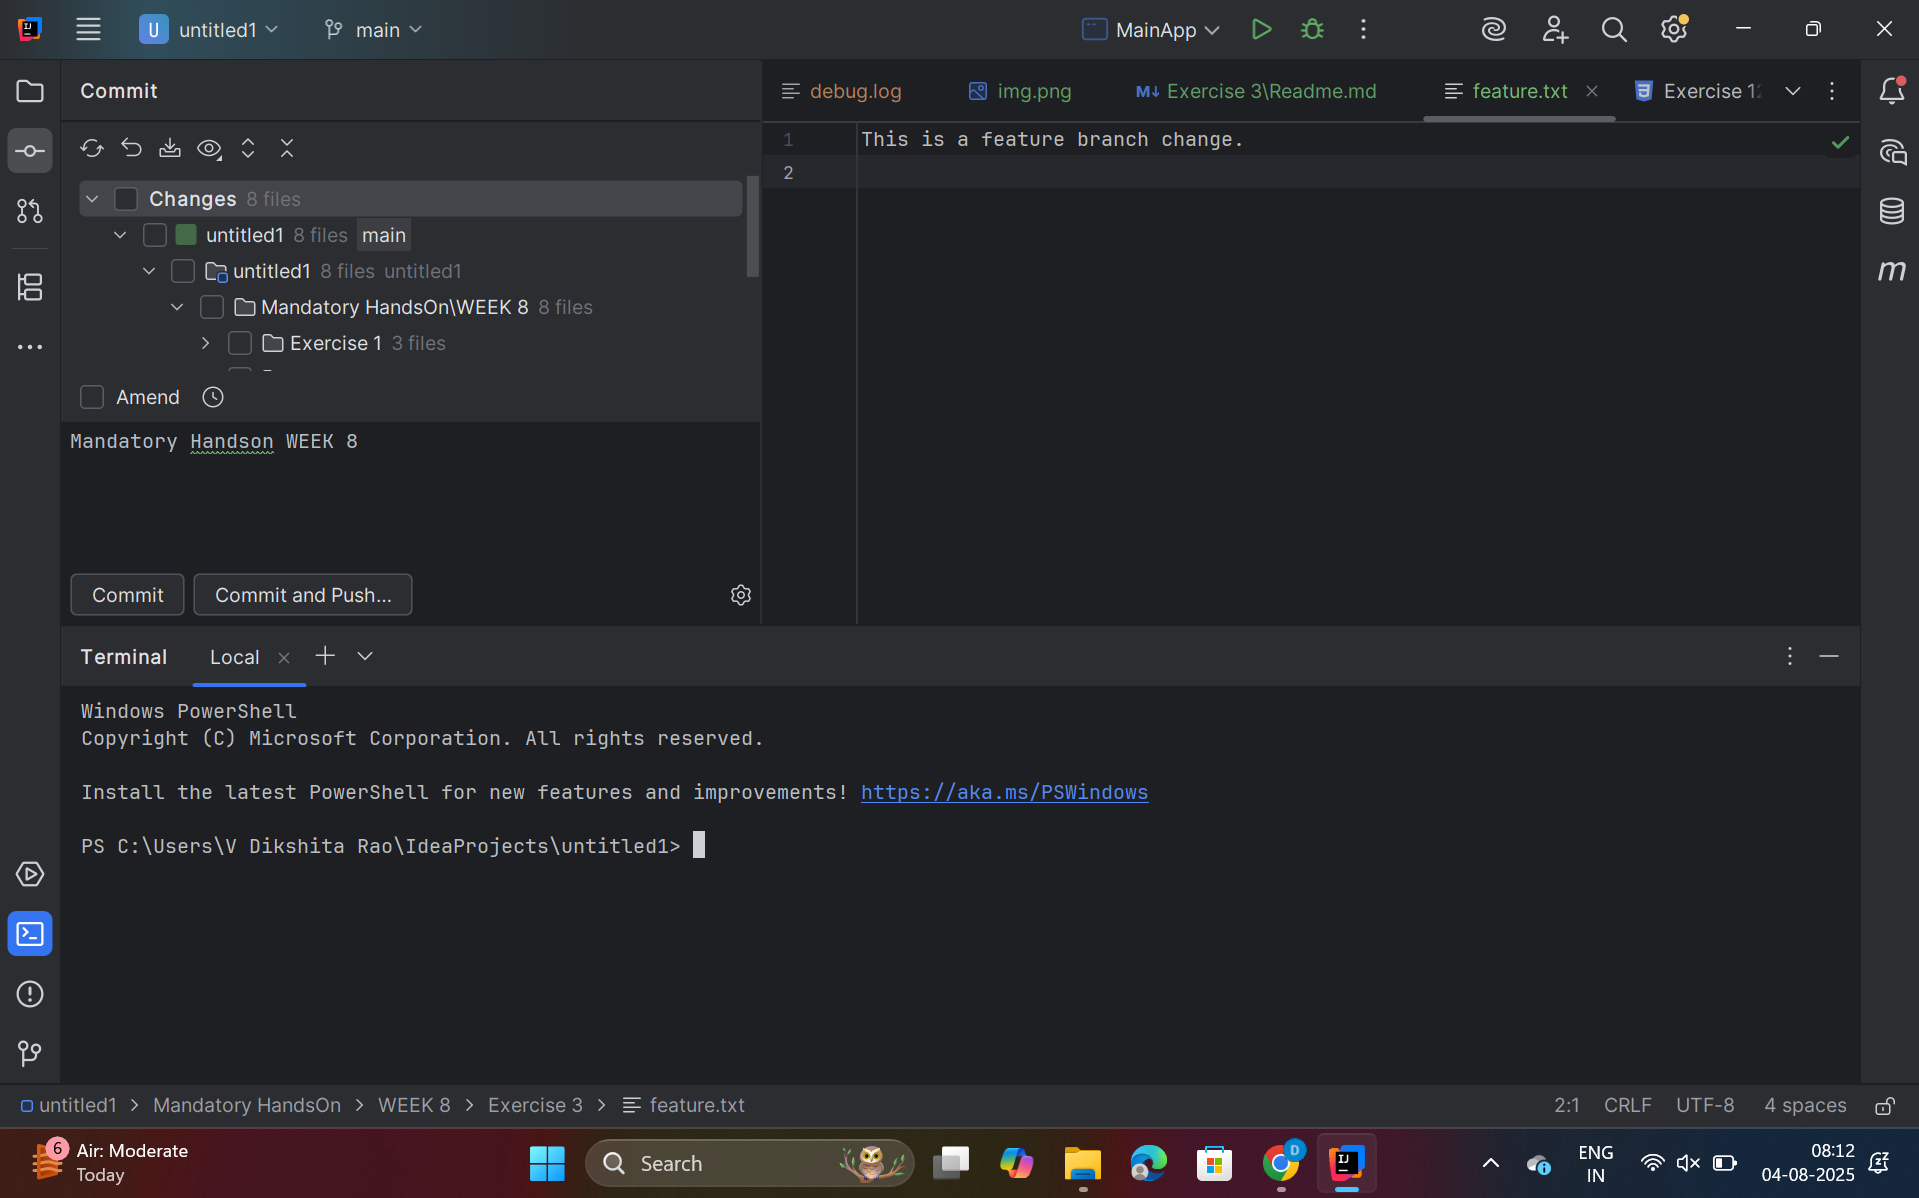 U untitled1 main MainApp
Commit
debug.log img.png M↓ Exercise 3\Readme.md feature.txt Exercise 12
Changes 8 files
untitled1 8 files main
untitled1 8 files untitled1
Mandatory HandsOn\WEEK 8 8 files
Exercise 1 3 files
Amend
Mandatory Handson WEEK 8
Commit Commit and Push...
1 This is a feature branch change.
2
m
Terminal Local
Windows PowerShell
Copyright (C) Microsoft Corporation. All rights reserved.
Install the latest PowerShell for new features and improvements! https://aka.ms/PSWindows
PS C:\Users\V Dikshita Rao\IdeaProjects\untitled1>
untitled1 > Mandatory HandsOn > WEEK 8 > Exercise 3 > feature.txt 2:1 CRLF UTF-8 4 spaces
6 Air: Moderate
Today
Search
D
IJ
ENG
IN
08:12
04-08-2025